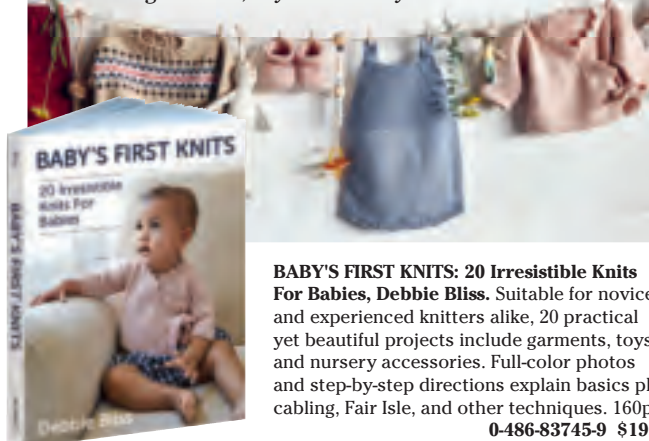 BABY'S FIRST KNITS
20 Irresistible
Knits For
Babies
BABY'S FIRST KNITS
Debbie Bliss
BABY'S FIRST KNITS: 20 Irresistible Knits
For Babies, Debbie Bliss. Suitable for novice
and experienced knitters alike, 20 practical
yet beautiful projects include garments, toys
and nursery accessories. Full-color photos
and step-by-step directions explain basics pl
cabling, Fair Isle, and other techniques. 160p
0-486-83745-9 $19